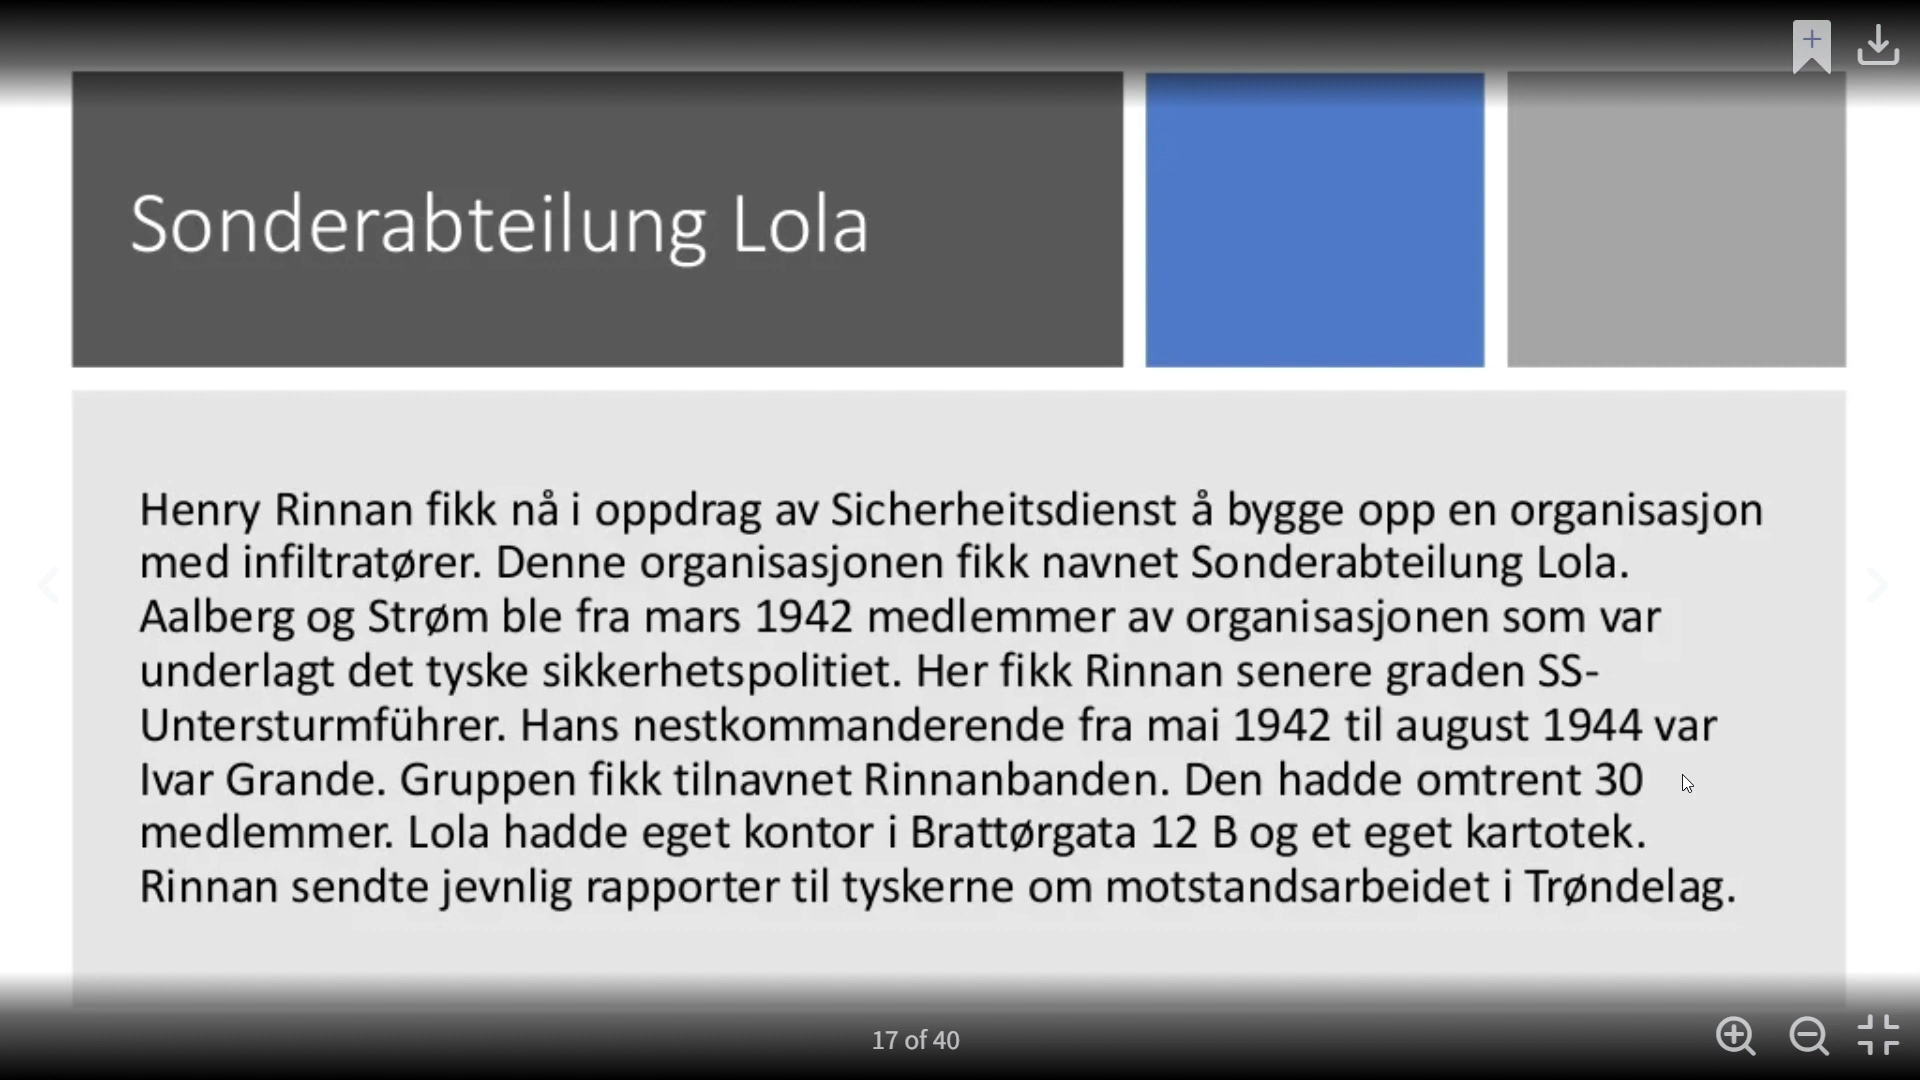 Sonderabteilung Lola
Henry Rinnan fikk nå i oppdrag av Sicherheitsdienst å bygge opp en organisasjon
med infiltratører. Denne organisasjonen fikk navnet Sonderabteilung Lola.
Aalberg og Strøm ble fra mars 1942 medlemmer av organisasjonen som var
underlagt det tyske sikkerhetspolitiet. Her fikk Rinnan senere graden SS-
Untersturmführer. Hans nestkommanderende fra mai 1942 til august 1944 var
Ivar Grande. Gruppen fikk tilnavnet Rinnanbanden. Den hadde omtrent 30
medlemmer. Lola hadde eget kontor i Brattørgata 12 B og et eget kartotek.
Rinnan sendte jevnlig rapporter til tyskerne om motstandsarbeidet i Trøndelag.
17 of 40